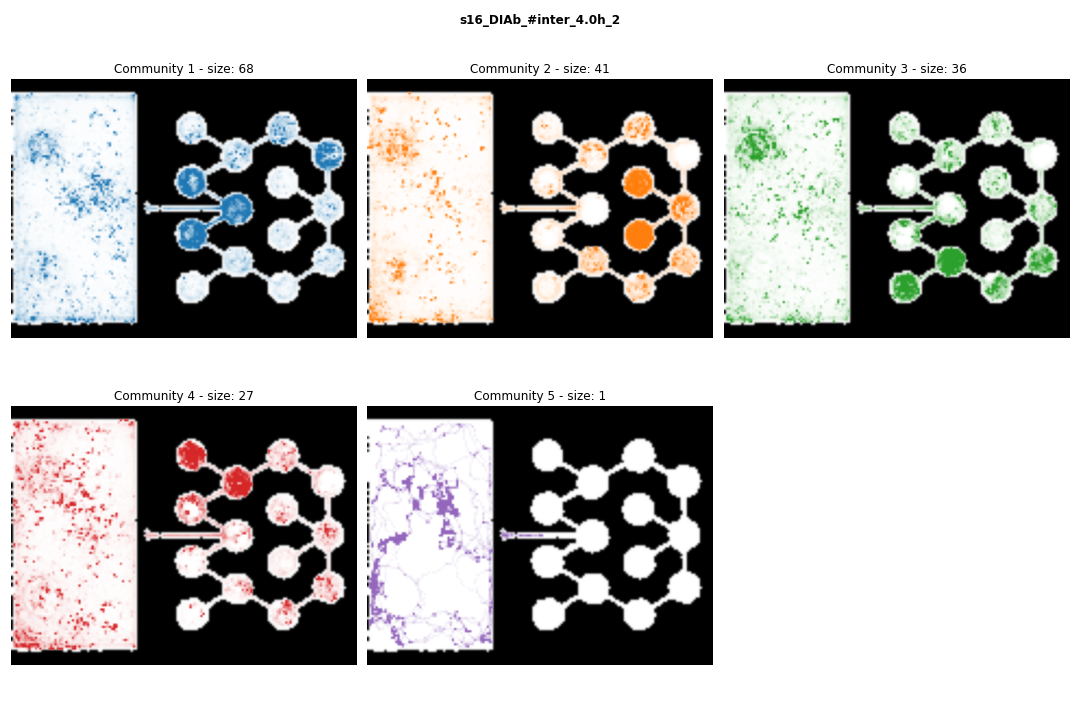 s16_DIAb_#inter_4.0h_2
Community 1 - size: 68
Community 2 - size: 41
Community 3 - size: 36
Community 4 - size: 27
Community 5 - size: 1